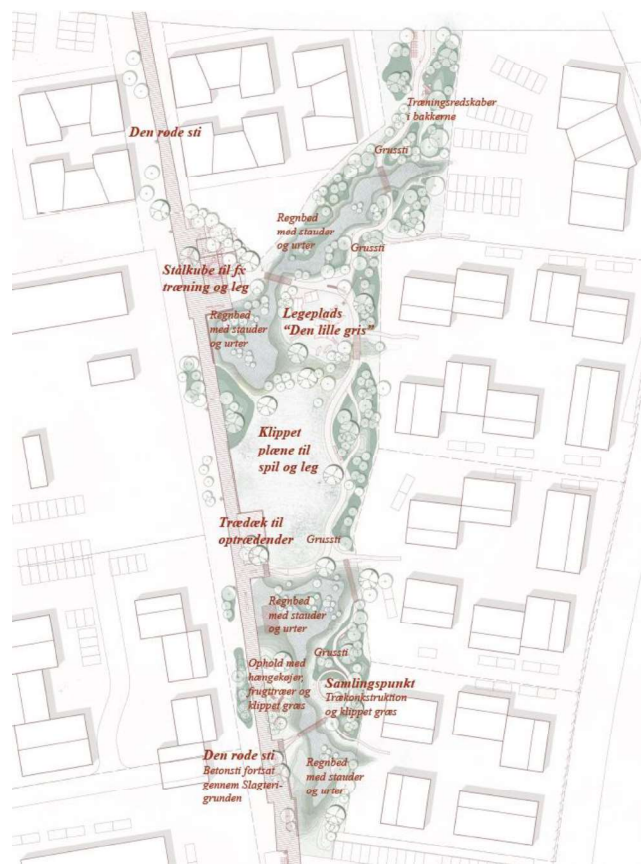 Træningsredskaber
i bakkerne
Den røde sti
Grussti
Regnbed
med stauder
og urter
Grussti
Stålkube til fx
træning og leg
Legeplads
"Den lille gris"
Regnbed
med stauder
og urter
Klippet
plæne til
spil og leg
Trædæk til
optrædender
Grussti
Regnbed
med stauder
og urter
Grussti
Ophold med
hængekøjer,
frugttræer og
klippet græs
Samlingspunkt
Trækonkstruktion
og klippet græs
Den røde sti
Betonsti fortsat
gennem Slagteri-
grunden
Regnbed
med stauder
og urter